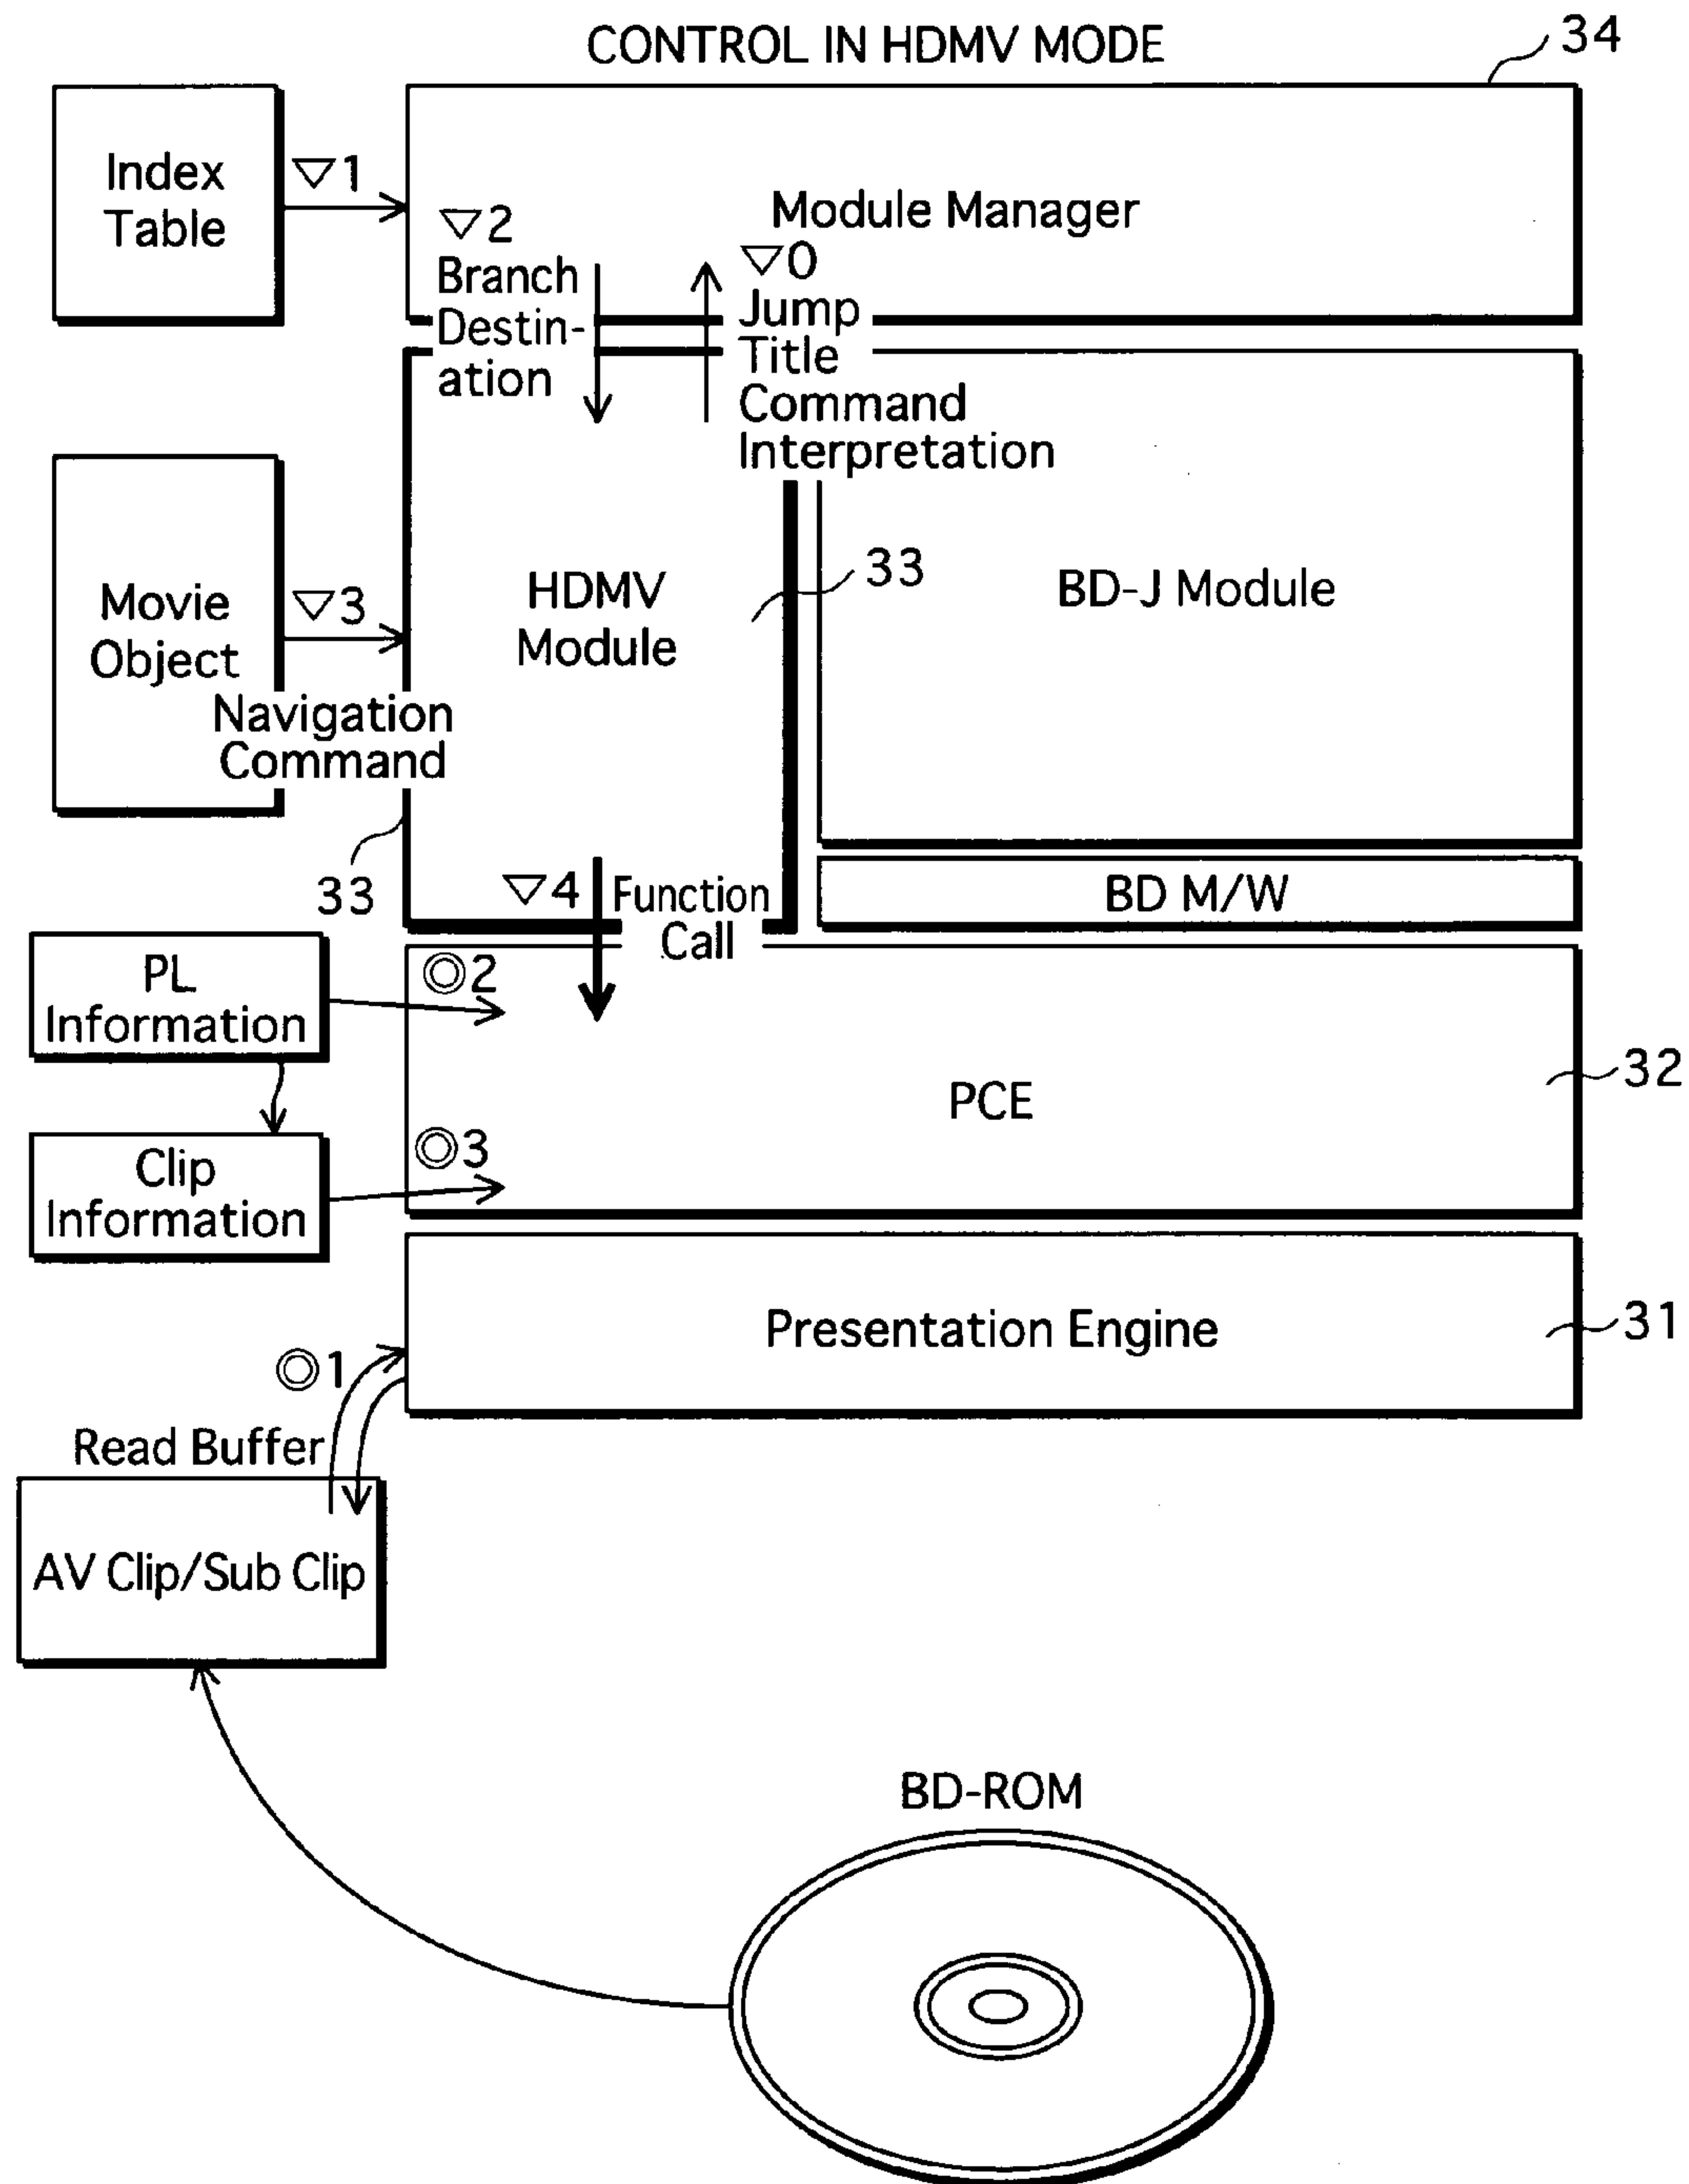 CONTROL IN HDMV MODE
34
Index
Table
▽1
Module Manager
▽2
Branch
Destin-
ation
▽0
Jump
Title
Command
Interpretation
Movie
Object
▽3
Navigation
Command
33
HDMV
Module
33
BD-J Module
▽4
Function
Call
BD M/W
PL
Information
◎2
PCE
32
Clip
Information
◎3
Presentation Engine
31
◎1
Read Buffer
AV Clip/Sub Clip
BD-ROM